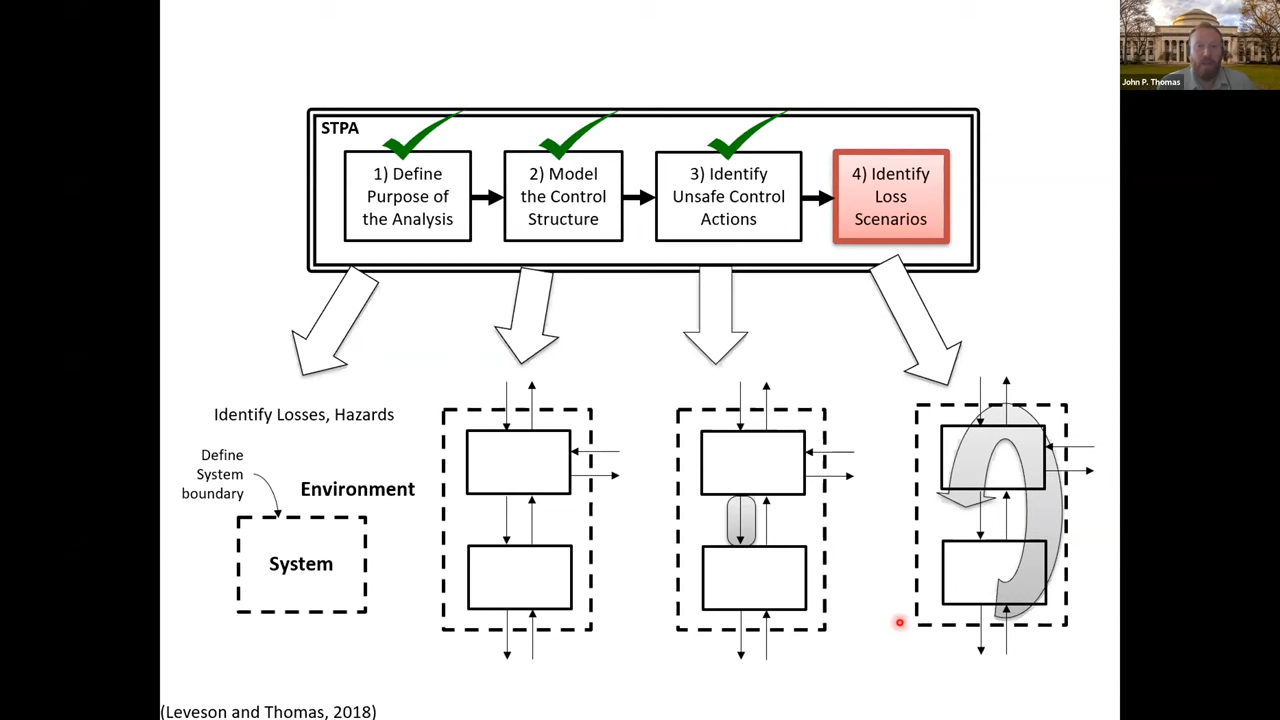 John P. Thomas
STPA
1) Define
Purpose of
the Analysis
2) Model
the Control
Structure
3) Identify
Unsafe Control
Actions
4) Identify
Loss
Scenarios
Identify Losses, Hazards
Define
System
boundary
Environment
System
(Leveson and Thomas, 2018)